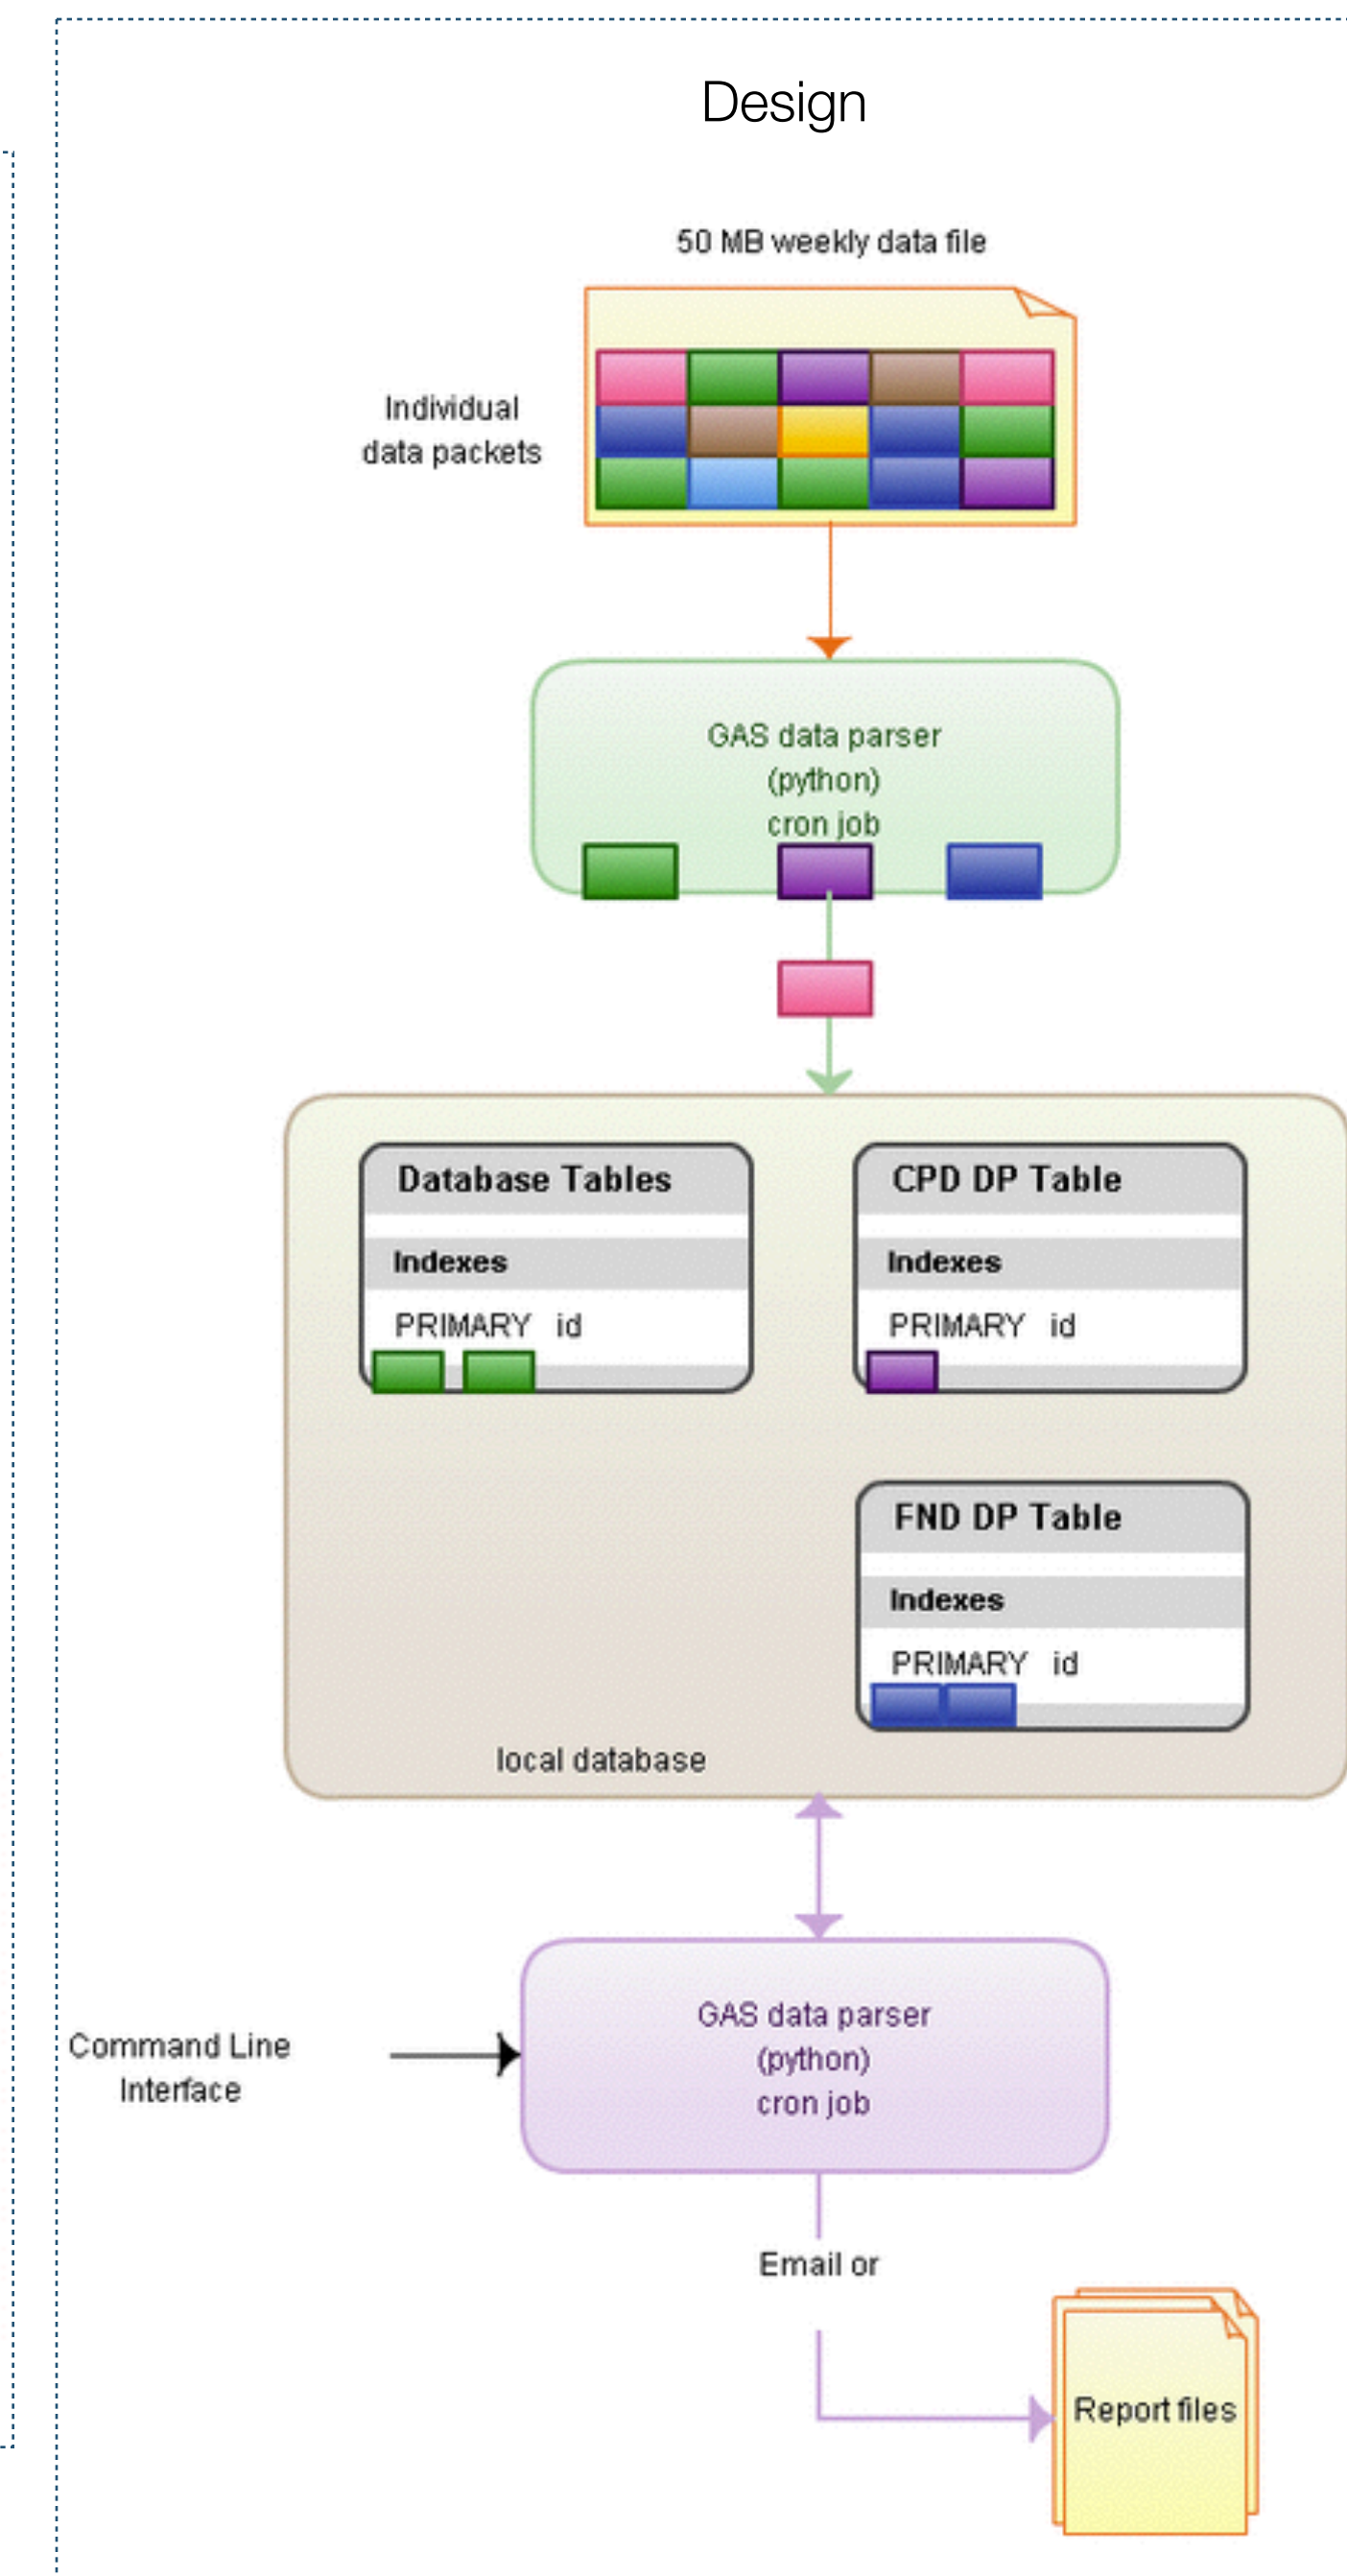 Design
50 MB weekly data file
Individual
data packets
GAS data parser
(python)
cron job
Database Tables
Indexes
PRIMARY id
CPD DP Table
Indexes
PRIMARY id
FND DP Table
Indexes
PRIMARY id
local database
Command Line
Interface
GAS data parser
(python)
cron job
Email or
Report files